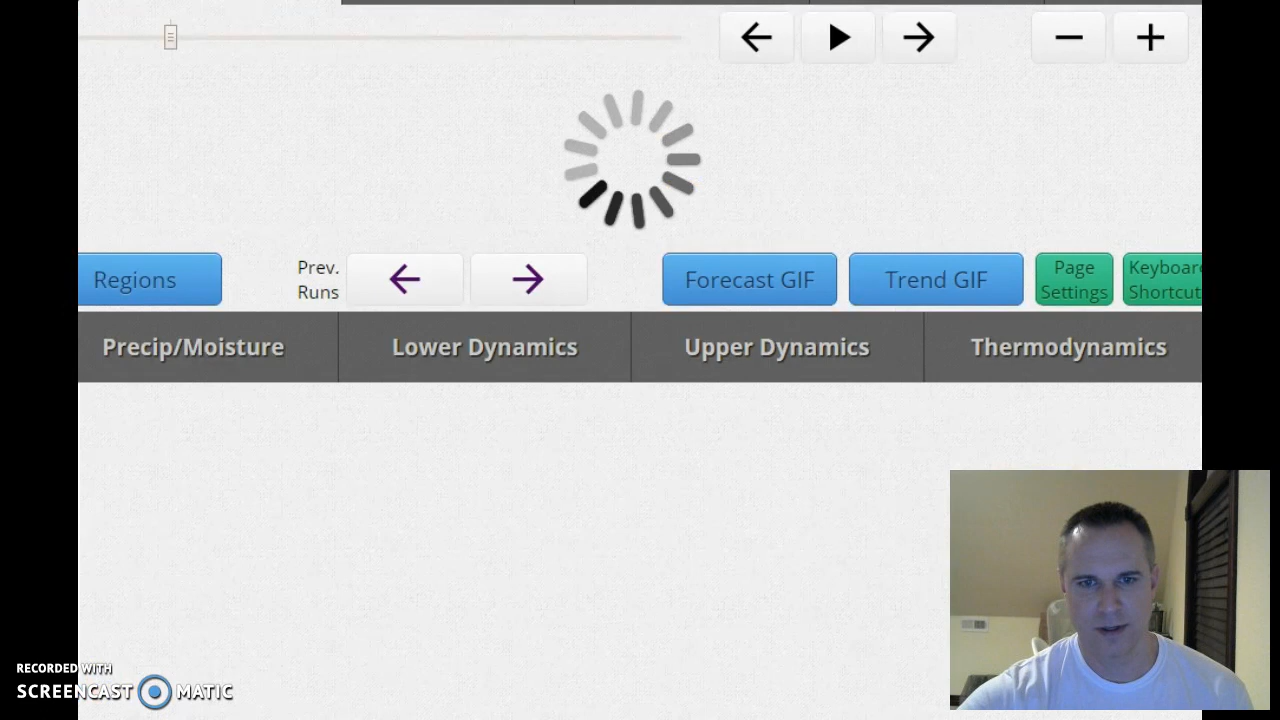 Regions
Prev.
Runs
Forecast GIF
Trend GIF
Page
Settings
Keyboar
Shortcut
Precip/Moisture
Lower Dynamics
Upper Dynamics
Thermodynamics
RECORDED WITH
SCREENCAST MATIC